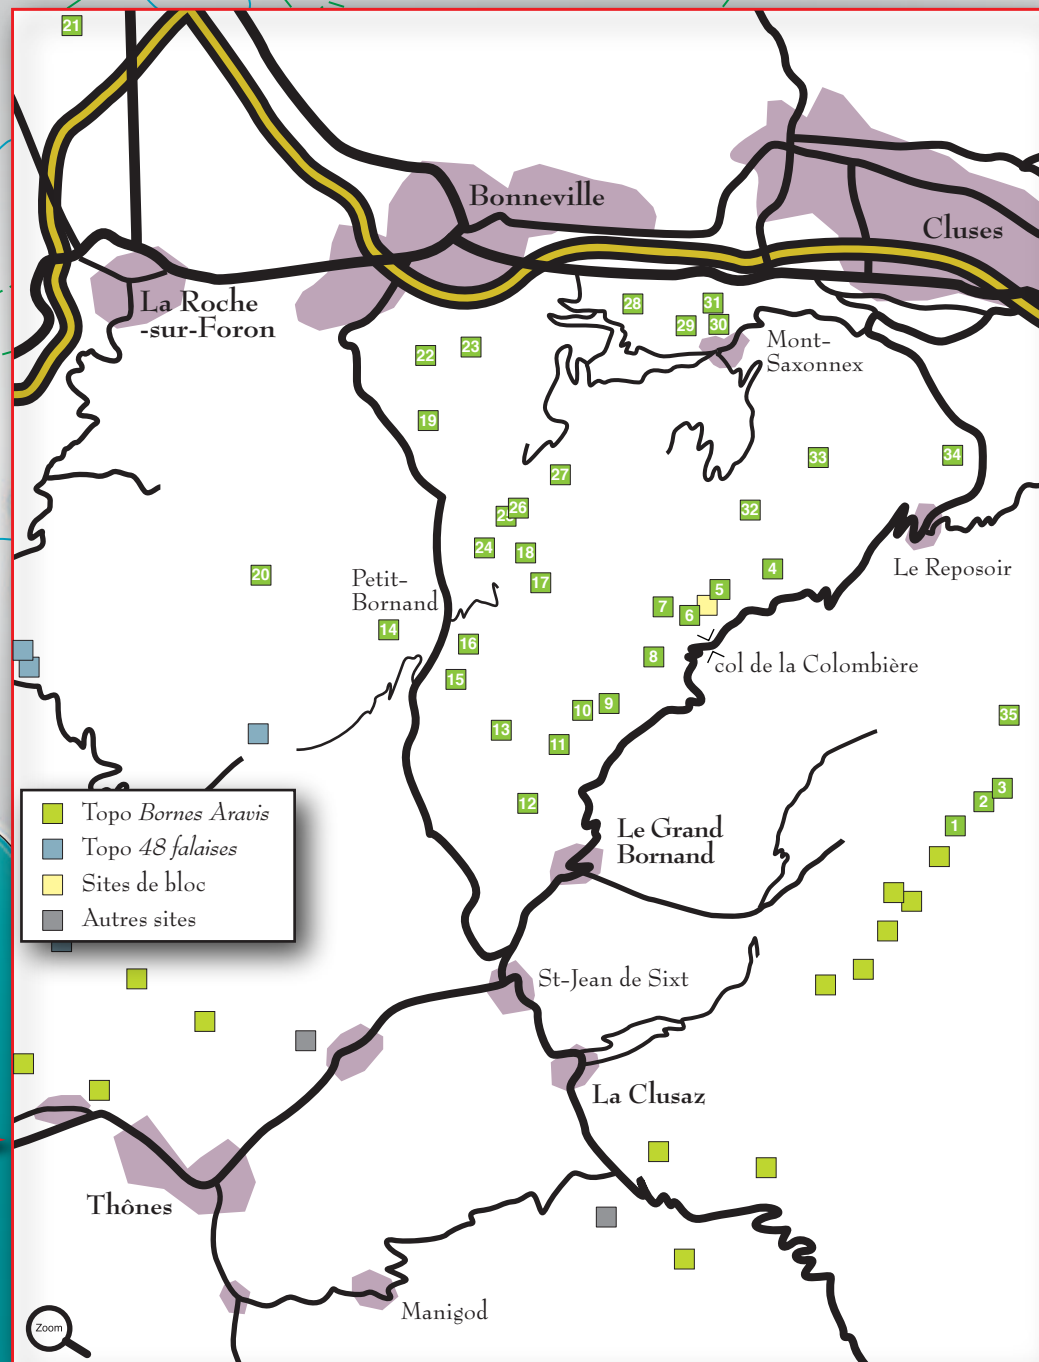 21
Bonneville
Cluses
La Roche
-sur-Foron
28
31
29
30
Mont-
Saxonnex
22
23
19
33
34
27
26
32
24
18
Le Reposoir
20
17
4
Petit-
Bornand
5
7
6
14
16
8
col de la Colombière
15
10
9
35
13
11
3
2
12
1
Le Grand
Bornand
Topo Bornes Aravis
Topo 48 falaises
Sites de bloc
Autres sites
St-Jean de Sixt
La Clusaz
Thônes
Manigod
Zoom